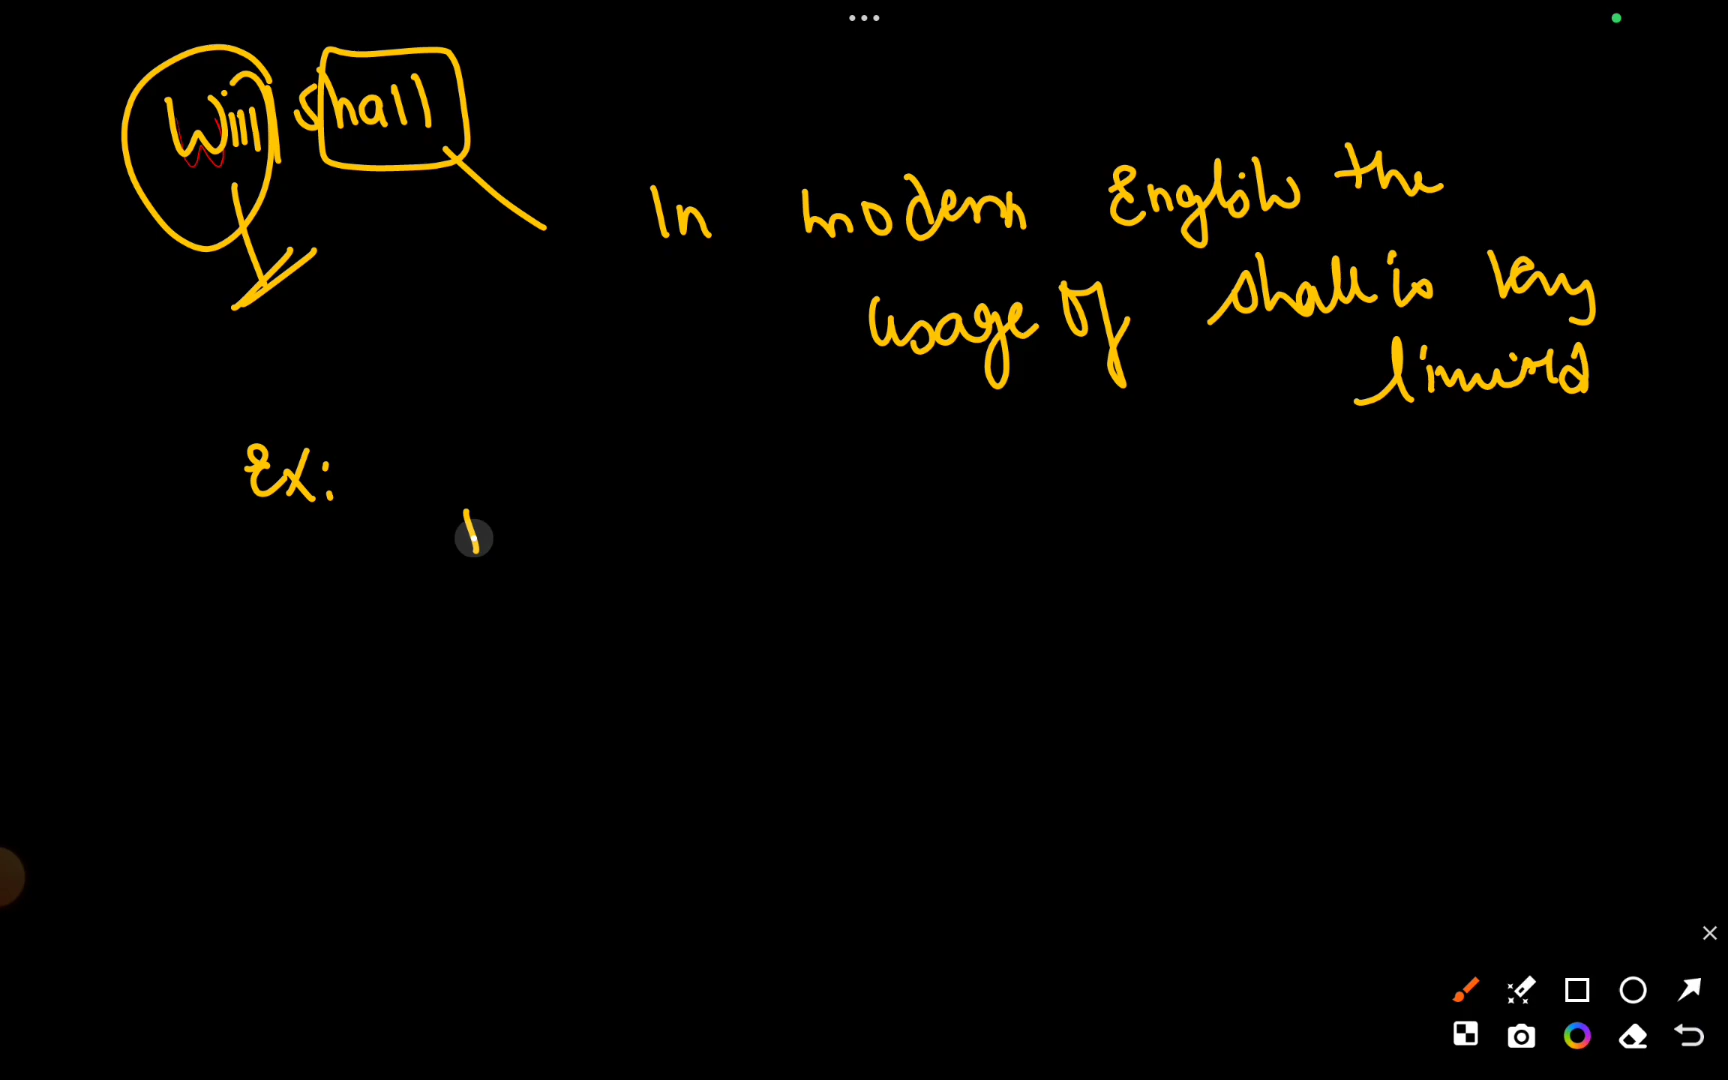 Will shall
In modern English the
usage of shall is very
limited
Ex: